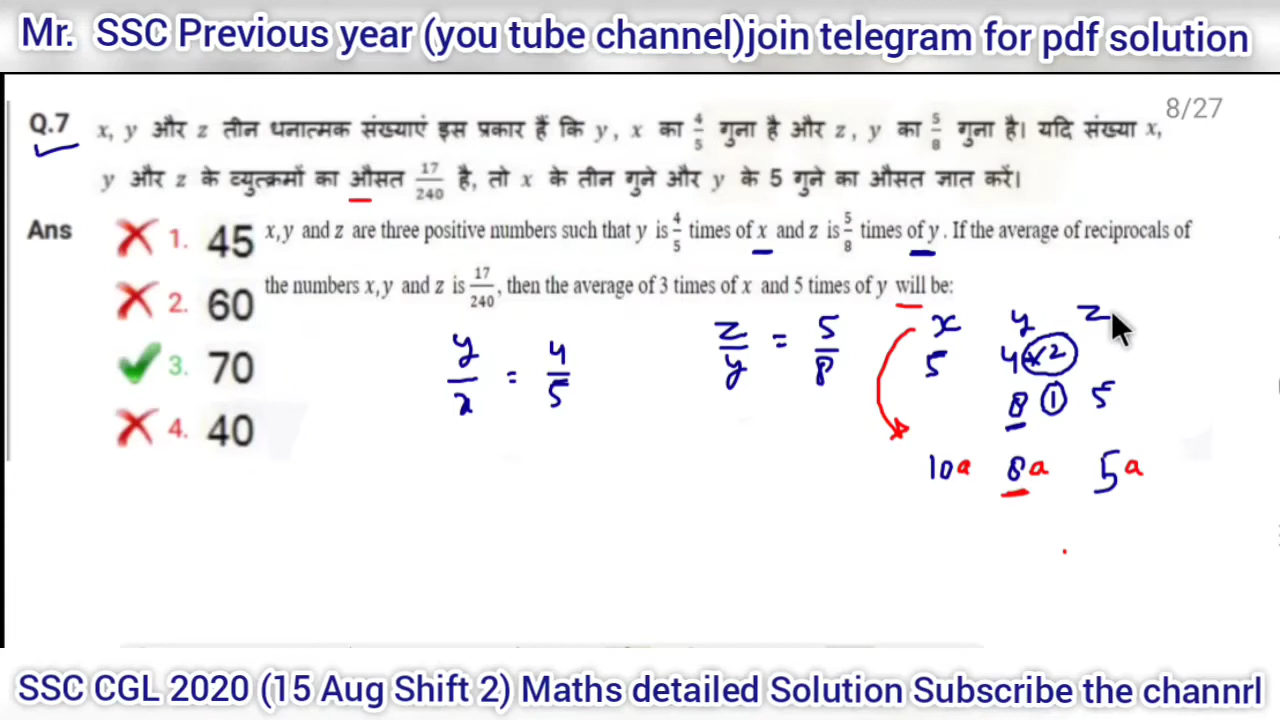 Mr. SSC Previous year (you tube channel)join telegram for pdf solution
8/27
Q.7 x, y और z तीन धनात्मक संख्याएं इस प्रकार हैं कि y, x का 4/5 गुना है और z, y का 5/8 गुना है। यदि संख्या x,
y और z के व्युत्क्रमों का औसत 17/240 है, तो x के तीन गुने और y के 5 गुने का औसत ज्ञात करें।
Ans
x,y and z are three positive numbers such that y is 4/5 times of x and z is 5/8 times of y. If the average of reciprocals of
the numbers x,y and z is 17/240, then the average of 3 times of x and 5 times of y will be:
1. 45
2. 60
3. 70
4. 40
y/x = 4/5
z/y = 5/8
x y z
5 4×2
8 1 5
10a 8a 5a
SSC CGL 2020 (15 Aug Shift 2) Maths detailed Solution Subscribe the channrl